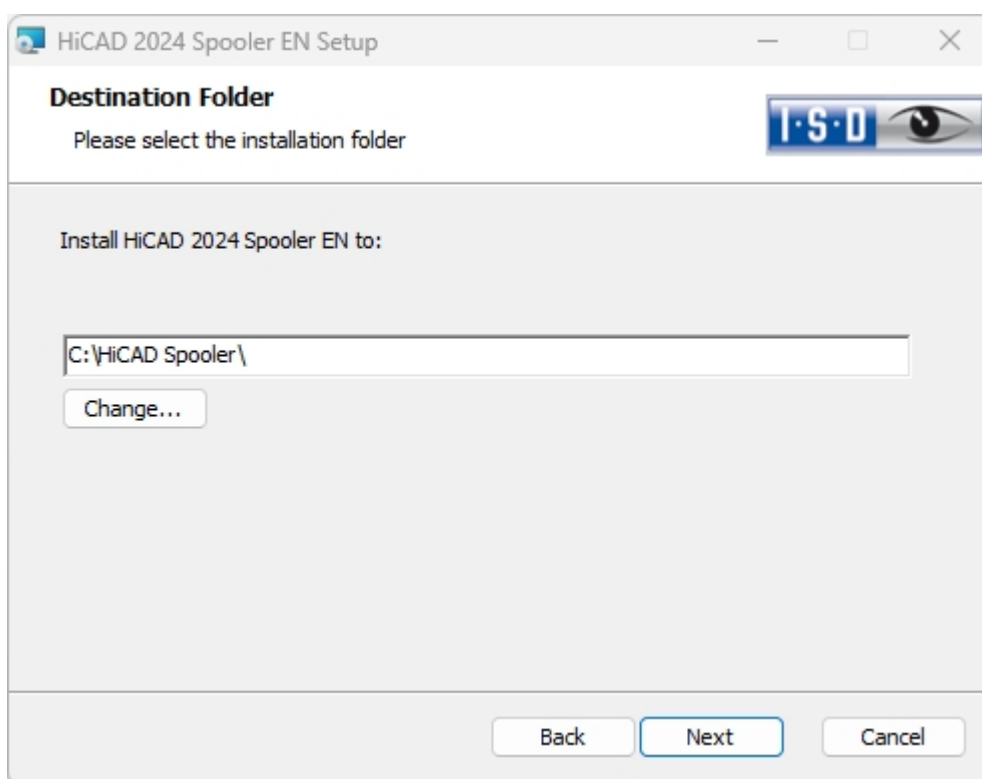 HiCAD 2024 Spooler EN Setup
Destination Folder
Please select the installation folder
I·S·D
Install HiCAD 2024 Spooler EN to:
C:\HiCAD Spooler\
Change...
Back Next Cancel